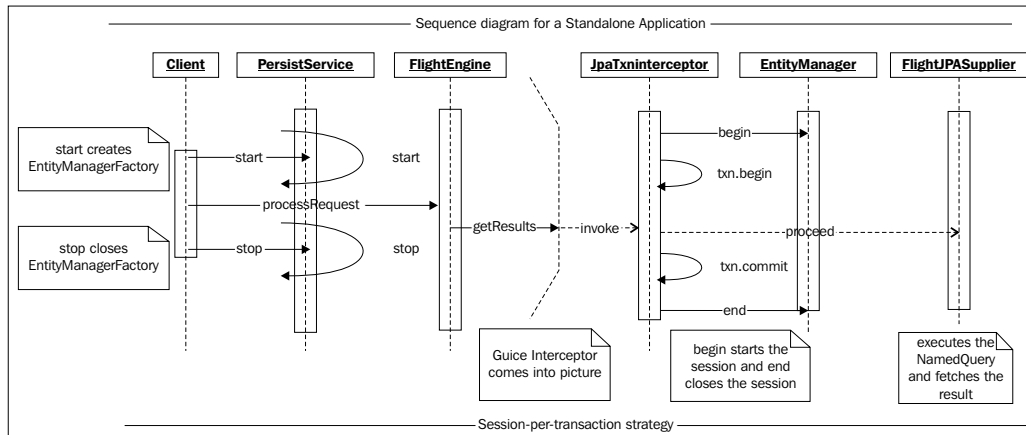 Sequence diagram for a Standalone Application
Client
PersistService
FlightEngine
JpaTxninterceptor
EntityManager
FlightJPASupplier
start creates
EntityManagerFactory
start
start
begin
txn.begin
processRequest
getResults
invoke
proceed
stop closes
EntityManagerFactory
stop
stop
txn.commit
end
Guice Interceptor
comes into picture
begin starts the
session and end
closes the session
executes the
NamedQuery
and fetches the
result
Session-per-transaction strategy